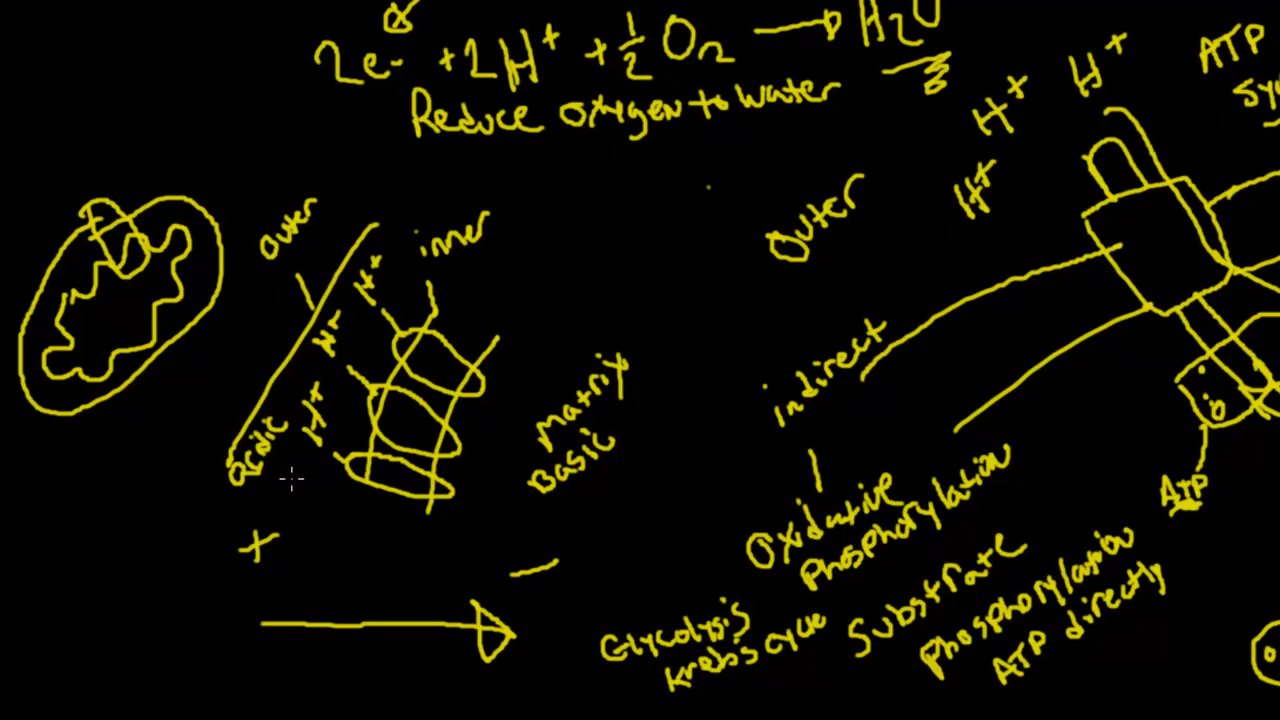 2e- + 2H+ + 1/2 O2 → H2O
Reduce oxygen to water
H+
H+
H+
ATP
Sy
outer
inner
H+
H+
H+
acidic
Matrix
Basic
+
-
Outer
indirect
Oxidative
phosphorylation
ATP
Glycolysis
Krebs cycle
Substrate
phosphorylation
ATP directly